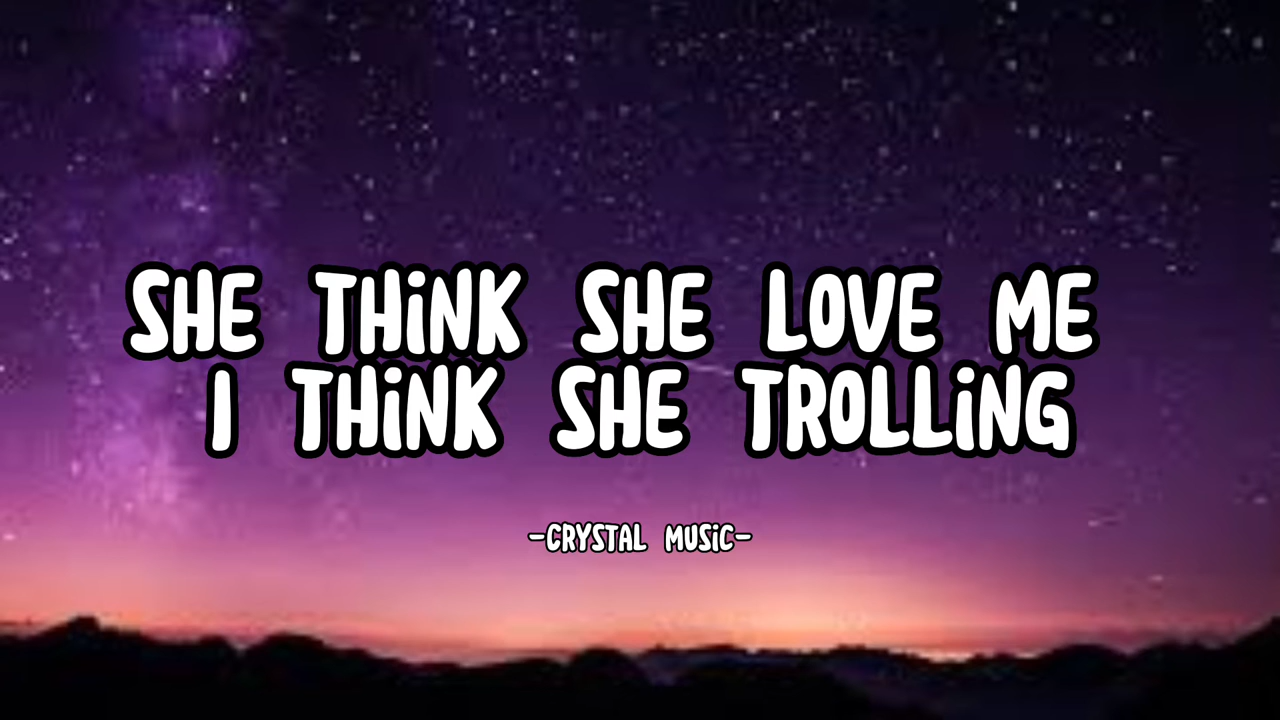 SHE THiNK SHE LOVE ME
I THiNK SHE TROLLiNG
-CRYSTAL MUSiC-